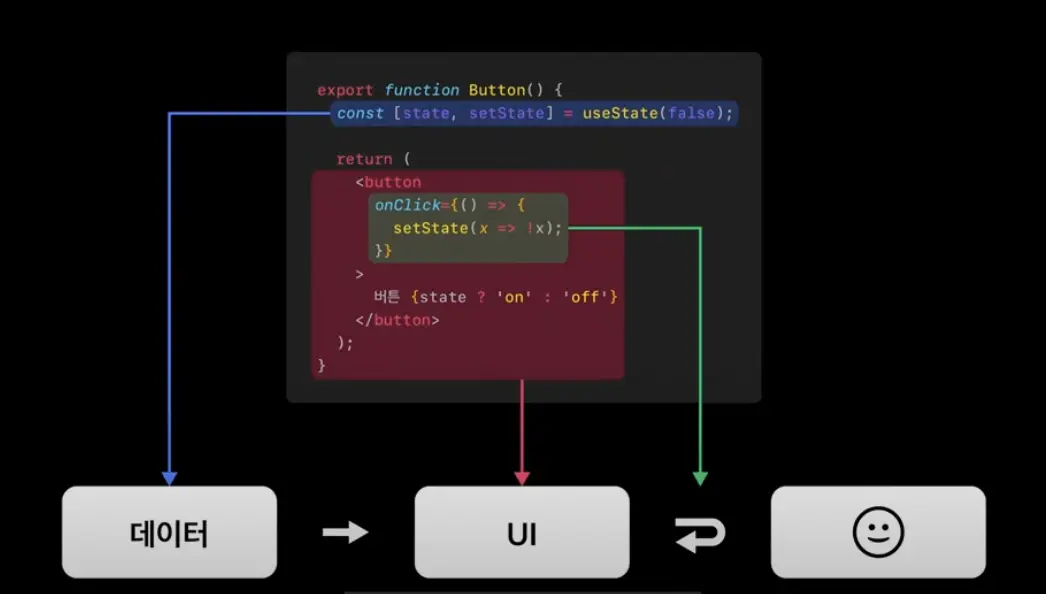 export function Button() {
const [state, setState] = useState(false);
return (
<button
onClick={() => {
setState(x => !x);
}}
>
버튼 {state ? 'on' : 'off'}
</button>
);
}
데이터
UI